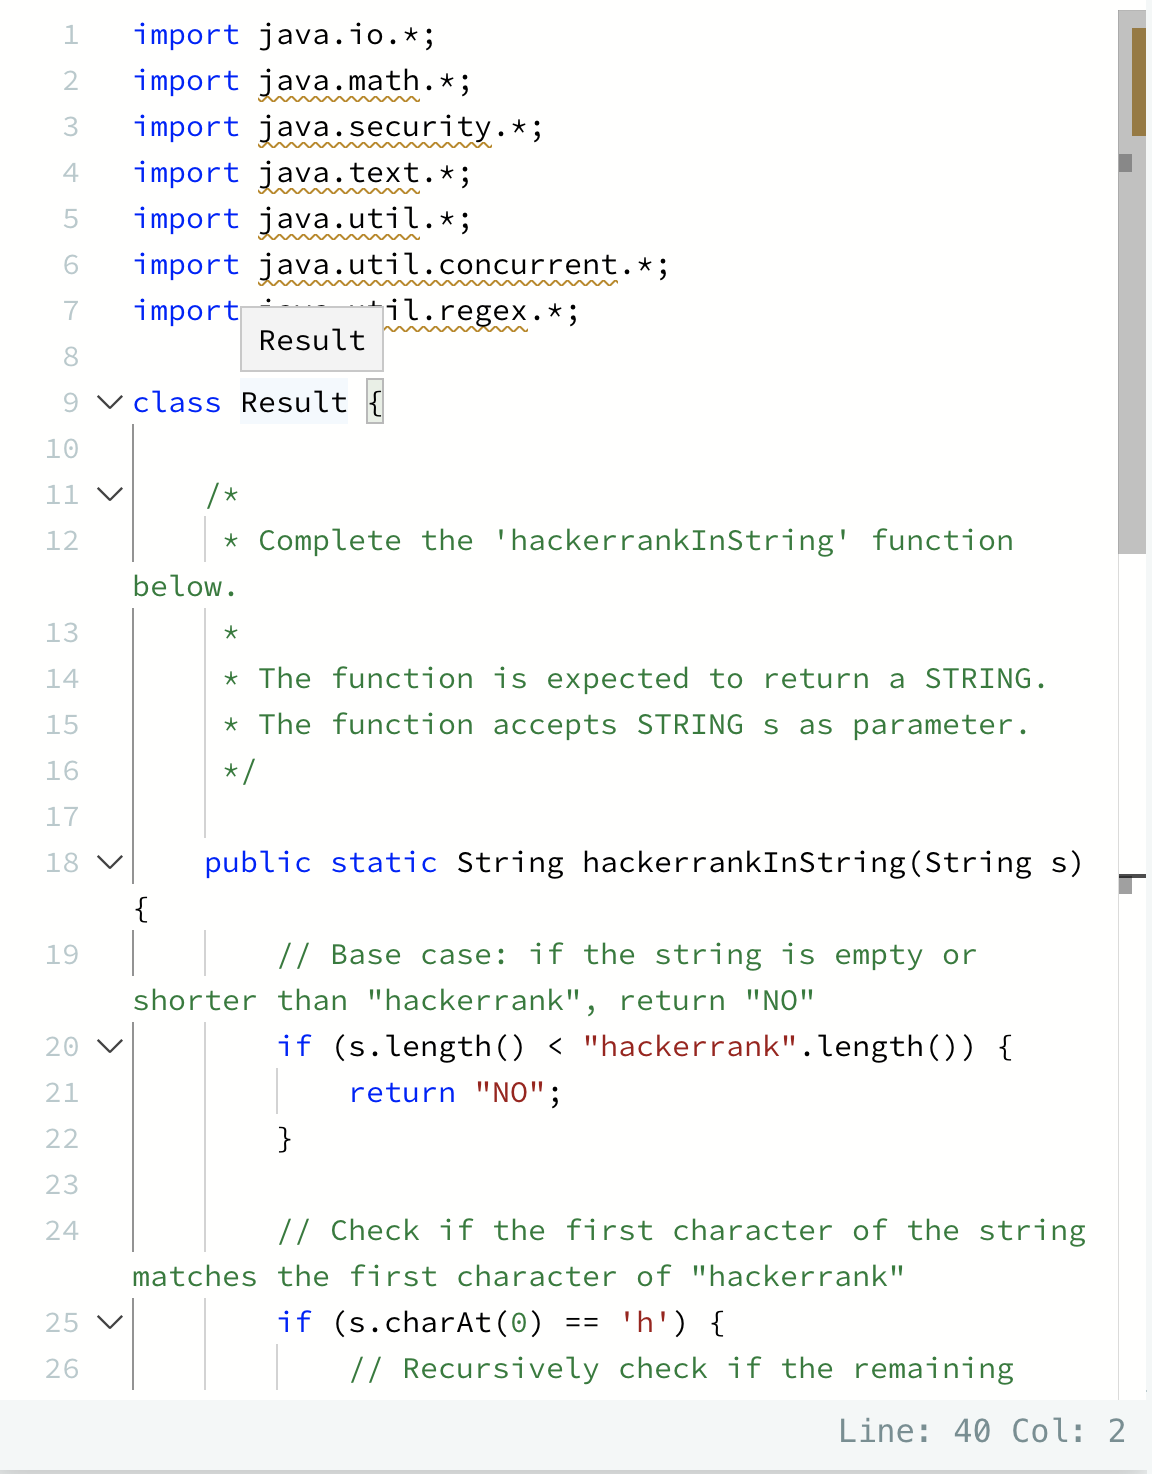 1 import java.io.*;
2 import java.math.*;
3 import java.security.*;
4 import java.text.*;
5 import java.util.*;
6 import java.util.concurrent.*;
7 import java.util.regex.*;
Result
8
9 class Result {
10
11 /*
12 * Complete the 'hackerrankInString' function
below.
13 *
14 * The function is expected to return a STRING.
15 * The function accepts STRING s as parameter.
16 */
17
18 public static String hackerrankInString(String s)
{
19 // Base case: if the string is empty or
shorter than "hackerrank", return "NO"
20 if (s.length() < "hackerrank".length()) {
21 return "NO";
22 }
23
24 // Check if the first character of the string
matches the first character of "hackerrank"
25 if (s.charAt(0) == 'h') {
26 // Recursively check if the remaining
Line: 40 Col: 2